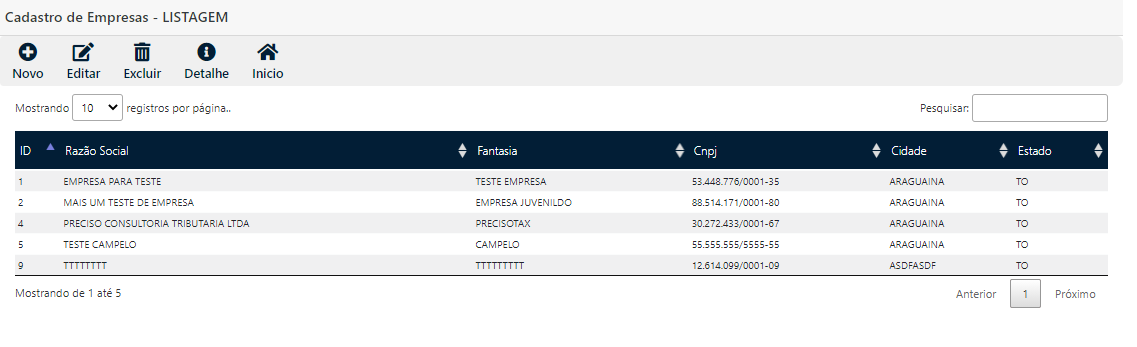 Cadastro de Empresas - LISTAGEM
Novo Editar Excluir Detalhe Inicio
Mostrando 10 registros por página.. Pesquisar:
ID Razão Social Fantasia Cnpj Cidade Estado
1 EMPRESA PARA TESTE TESTE EMPRESA 53.448.776/0001-35 ARAGUAINA TO
2 MAIS UM TESTE DE EMPRESA EMPRESA JUVENILDO 88.514.171/0001-80 ARAGUAINA TO
4 PRECISO CONSULTORIA TRIBUTARIA LTDA PRECISOTAX 30.272.433/0001-67 ARAGUAINA TO
5 TESTE CAMPELO CAMPELO 55.555.555/5555-55 ARAGUAINA TO
9 TTTTTTTT TTTTTTTTT 12.614.099/0001-09 ASDFASDF TO
Mostrando de 1 até 5 Anterior 1 Próximo